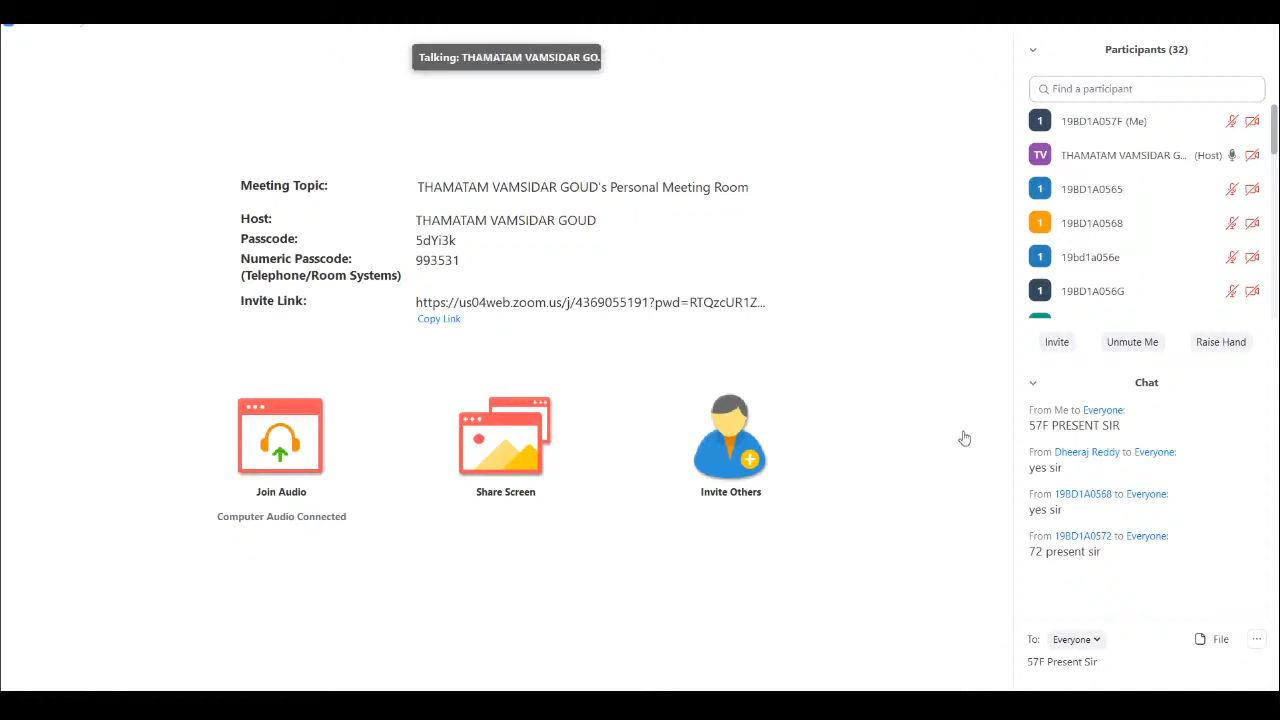 Talking: THAMATAM VAMSIDAR GO.
Meeting Topic: THAMATAM VAMSIDAR GOUD's Personal Meeting Room
Host: THAMATAM VAMSIDAR GOUD
Passcode: 5dYi3k
Numeric Passcode: 993531
(Telephone/Room Systems)
Invite Link: https://us04web.zoom.us/j/4369055191?pwd=RTQzcUR1Z...
Copy Link
Join Audio
Computer Audio Connected
Share Screen
Invite Others
Participants (32)
Find a participant
1 19BD1A057F (Me)
TV THAMATAM VAMSIDAR G... (Host)
1 19BD1A0565
1 19BD1A0568
1 19bd1a056e
1 19BD1A056G
Invite Unmute Me Raise Hand
Chat
From Me to Everyone:
57F PRESENT SIR
From Dheeraj Reddy to Everyone:
yes sir
From 19BD1A0568 to Everyone:
yes sir
From 19BD1A0572 to Everyone:
72 present sir
To: Everyone File ...
57F Present Sir